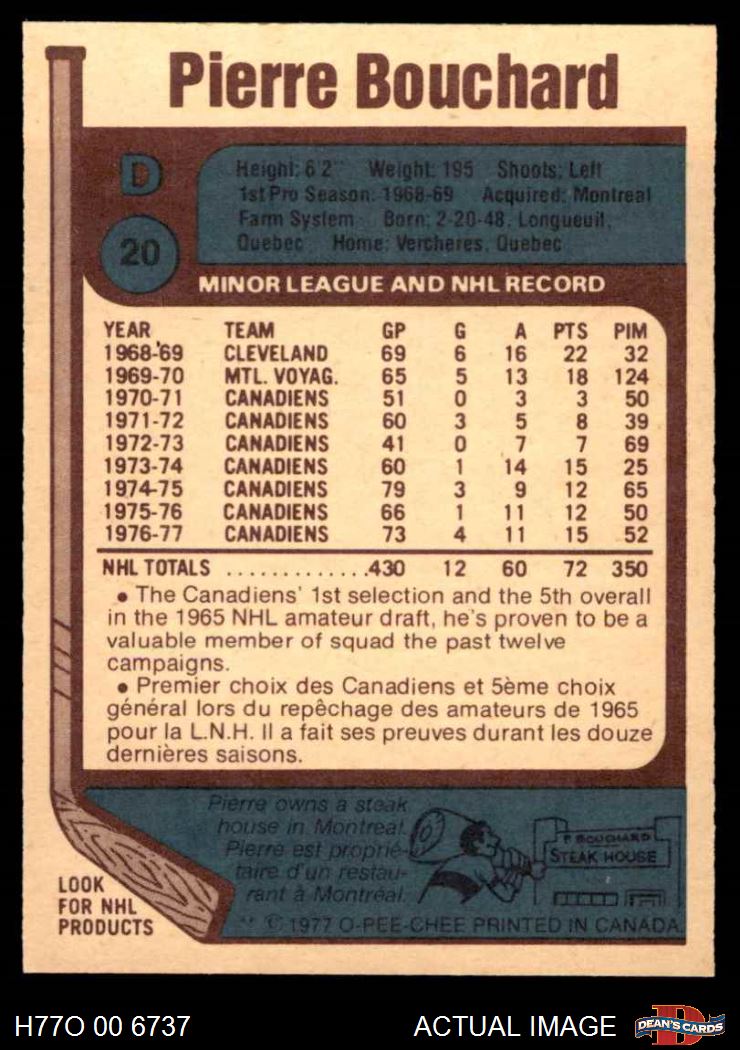 Pierre Bouchard
D
20
Height: 6'2" Weight: 195 Shoots: Left
1st Pro Season: 1968-69 Acquired: Montreal
Farm System Born: 2-20-48, Longueuil,
Quebec Home: Vercheres, Quebec
MINOR LEAGUE AND NHL RECORD
YEAR TEAM GP G A PTS PIM
1968-69 CLEVELAND 69 6 16 22 32
1969-70 MTL. VOYAG. 65 5 13 18 124
1970-71 CANADIENS 51 0 3 3 50
1971-72 CANADIENS 60 3 5 8 39
1972-73 CANADIENS 41 0 7 7 69
1973-74 CANADIENS 60 1 14 15 25
1974-75 CANADIENS 79 3 9 12 65
1975-76 CANADIENS 66 1 11 12 50
1976-77 CANADIENS 73 4 11 15 52
NHL TOTALS .............430 12 60 72 350
• The Canadiens' 1st selection and the 5th overall
in the 1965 NHL amateur draft, he's proven to be a
valuable member of squad the past twelve
campaigns.
• Premier choix des Canadiens et 5ème choix
général lors du repêchage des amateurs de 1965
pour la L.N.H. Il a fait ses preuves durant les douze
dernières saisons.
Pierre owns a steak
house in Montreal.
Pierre est proprié-
taire d'un restau-
rant à Montréal.
P BOUCHARD
STEAK HOUSE
LOOK
FOR NHL
PRODUCTS
** © 1977 O-PEE-CHEE PRINTED IN CANADA
H77O 00 6737
ACTUAL IMAGE
D
DEAN'S CARDS